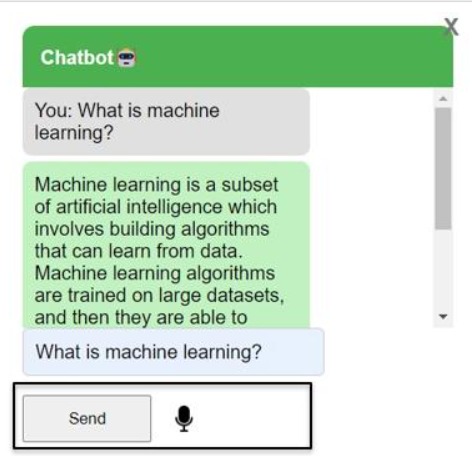 X
Chatbot
You: What is machine
learning?
Machine learning is a subset
of artificial intelligence which
involves building algorithms
that can learn from data.
Machine learning algorithms
are trained on large datasets,
and then they are able to
What is machine learning?
Send